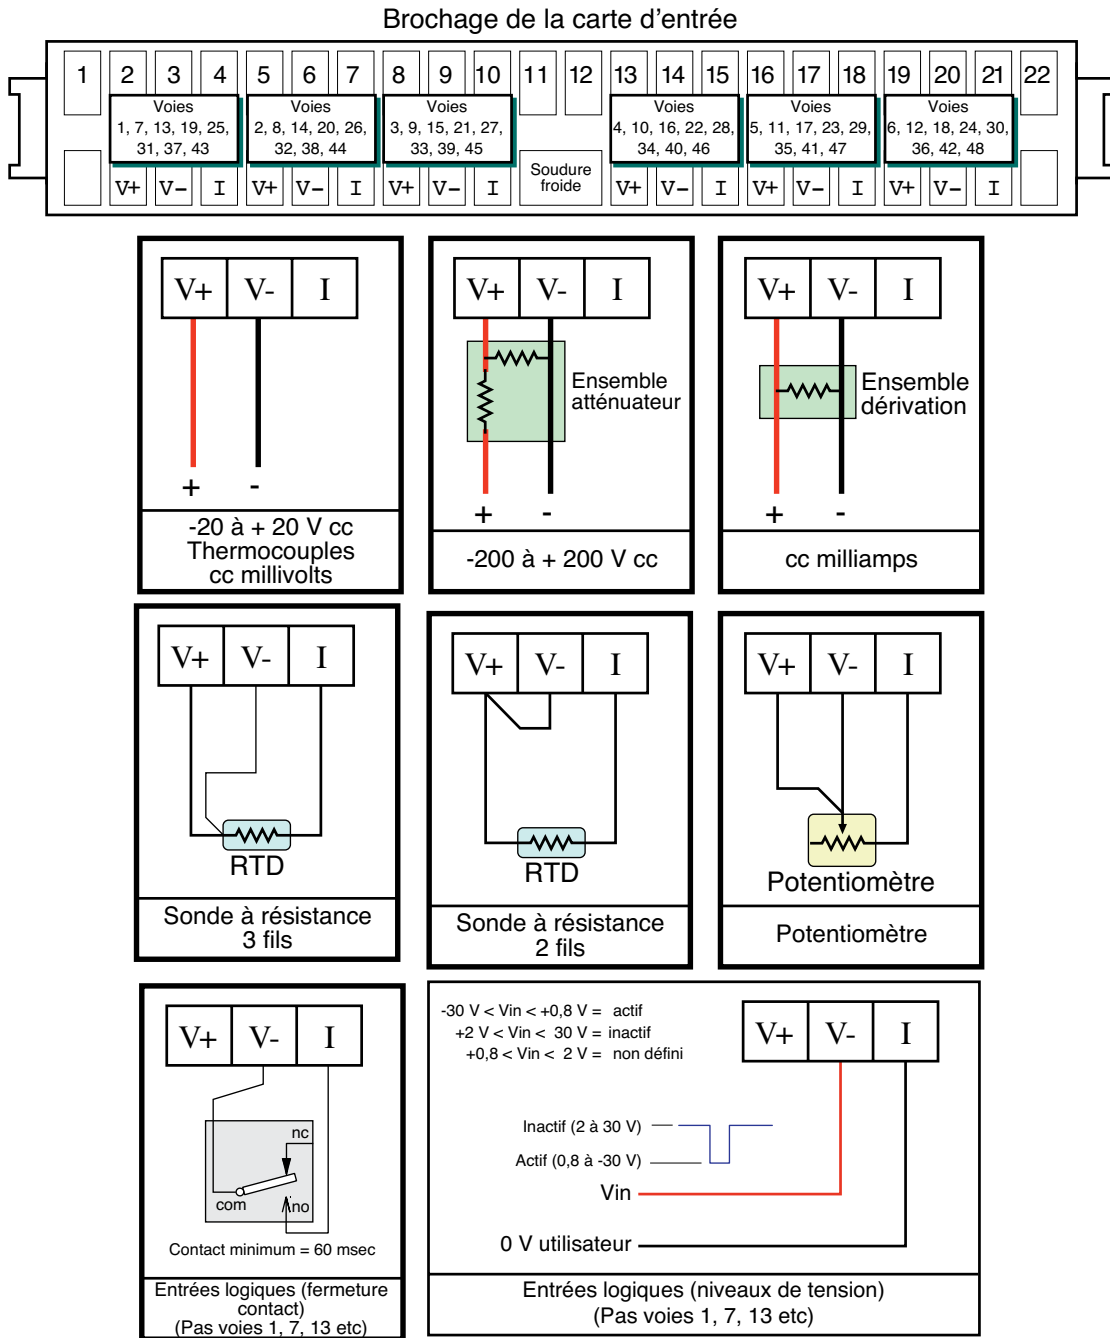 Brochage de la carte d'entrée
1 2 3 4 5 6 7 8 9 10 11 12 13 14 15 16 17 18 19 20 21 22
Voies
1, 7, 13, 19, 25,
31, 37, 43
Voies
2, 8, 14, 20, 26,
32, 38, 44
Voies
3, 9, 15, 21, 27,
33, 39, 45
Voies
4, 10, 16, 22, 28,
34, 40, 46
Voies
5, 11, 17, 23, 29,
35, 41, 47
Voies
6, 12, 18, 24, 30,
36, 42, 48
V+ V- I V+ V- I V+ V- I
Soudure
froide
V+ V- I V+ V- I V+ V- I
V+ V- I
+ -
-20 à + 20 V cc
Thermocouples
cc millivolts
V+ V- I
Ensemble
atténuateur
+ -
-200 à + 200 V cc
V+ V- I
Ensemble
dérivation
+ -
cc milliamps
V+ V- I
RTD
Sonde à résistance
3 fils
V+ V- I
RTD
Sonde à résistance
2 fils
V+ V- I
Potentiomètre
Potentiomètre
V+ V- I
nc
com
no
Contact minimum = 60 msec
Entrées logiques (fermeture
contact)
(Pas voies 1, 7, 13 etc)
-30 V < Vin < +0,8 V = actif
+2 V < Vin < 30 V = inactif
+0,8 < Vin < 2 V = non défini
V+ V- I
Inactif (2 à 30 V)
Actif (0,8 à -30 V)
Vin
0 V utilisateur
Entrées logiques (niveaux de tension)
(Pas voies 1, 7, 13 etc)